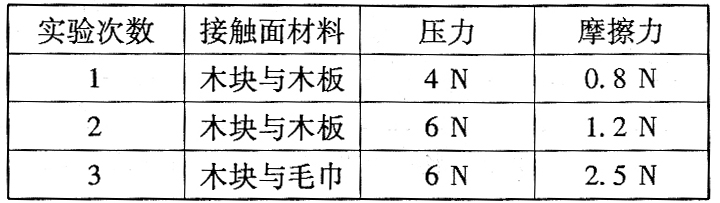 实验次数 接触面材料 压力 摩擦力
1 木块与木板 4 N 0.8 N
2 木块与木板 6 N 1.2 N
3 木块与毛巾 6 N 2.5 N